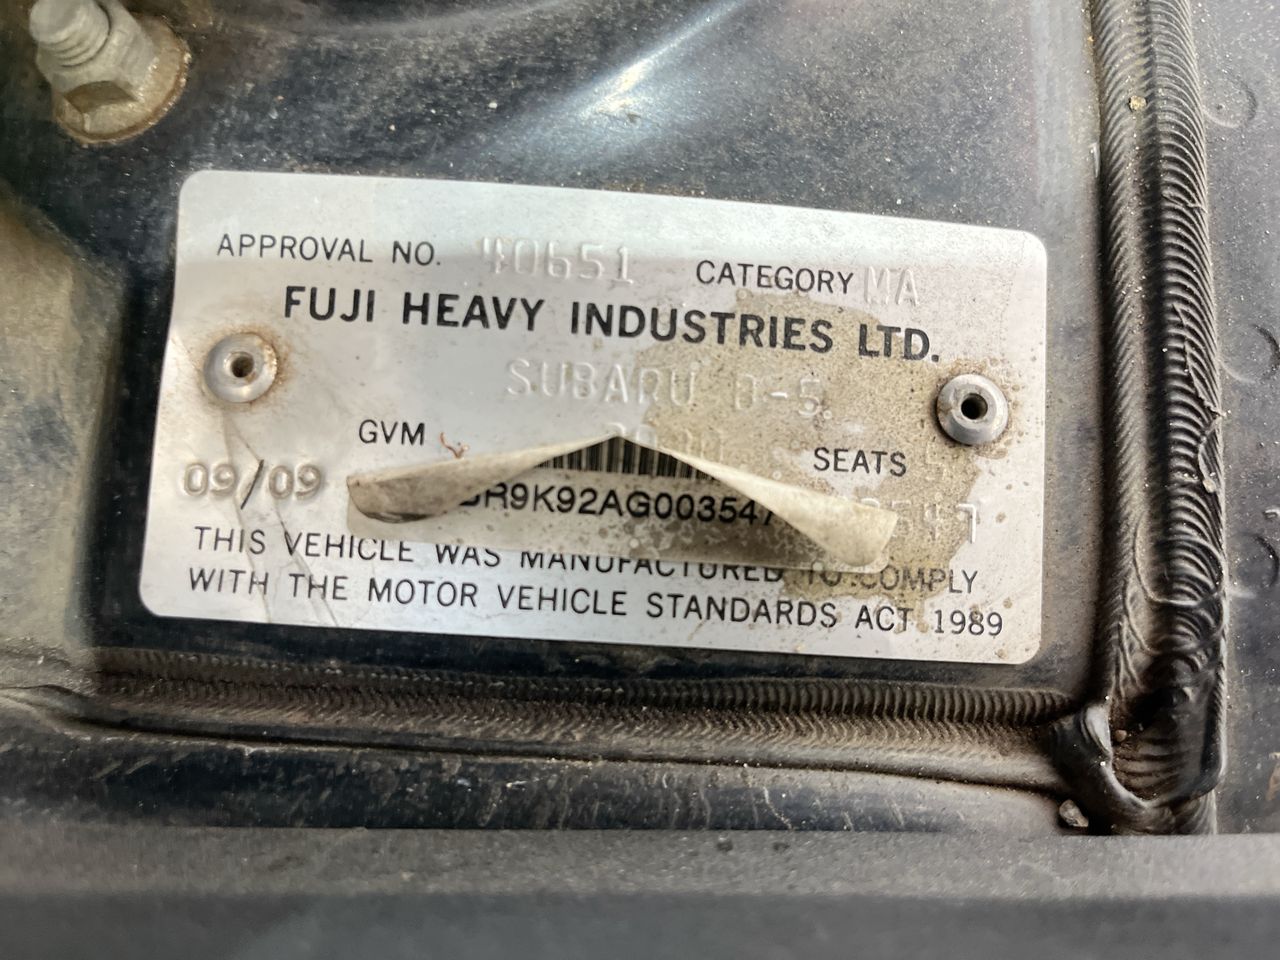 APPROVAL NO. 40651 CATEGORY MA
FUJI HEAVY INDUSTRIES LTD.
SUBARU
GVM SEATS
09/09
BR9K92AG003547
THIS VEHICLE WAS MANUFACTURED TO COMPLY
WITH THE MOTOR VEHICLE STANDARDS ACT 1989